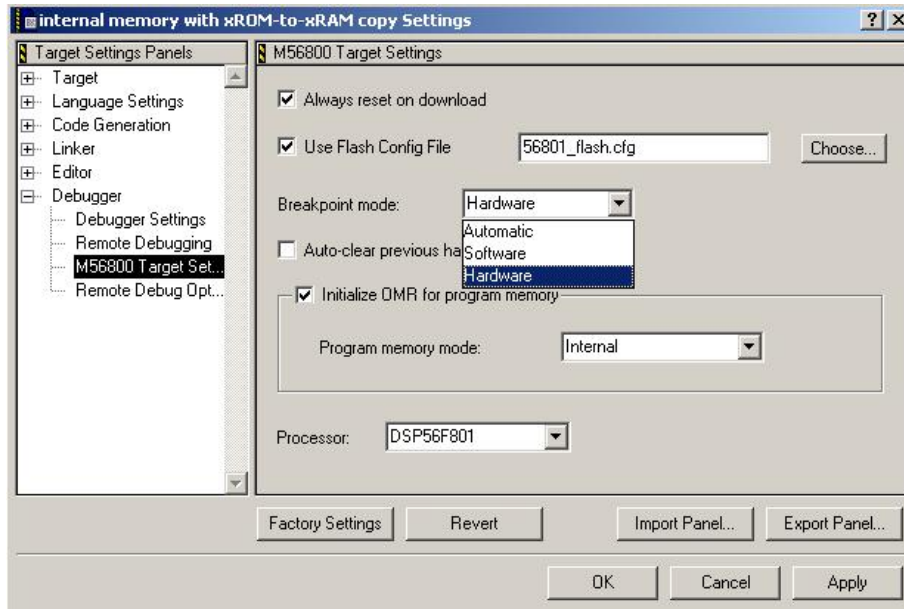 internal memory with xROM-to-xRAM copy Settings
Target Settings Panels
Target
Language Settings
Code Generation
Linker
Editor
Debugger
Debugger Settings
Remote Debugging
M56800 Target Set...
Remote Debug Opt...
M56800 Target Settings
Always reset on download
Use Flash Config File
56801_flash.cfg
Choose...
Breakpoint mode:
Hardware
Automatic
Software
Hardware
Auto-clear previous ha
Initialize OMR for program memory
Program memory mode:
Internal
Processor:
DSP56F801
Factory Settings
Revert
Import Panel...
Export Panel...
OK
Cancel
Apply